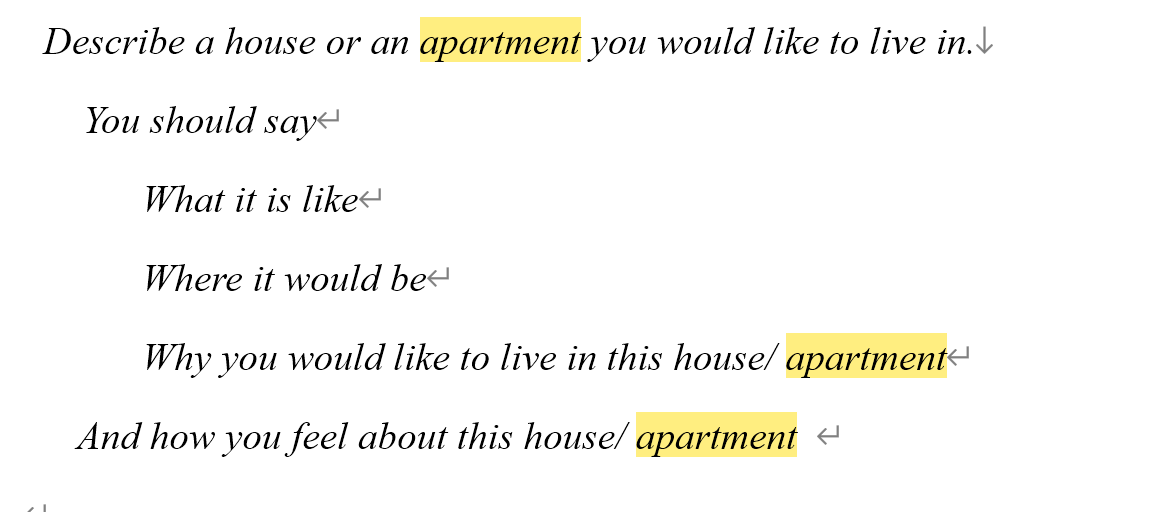 Describe a house or an apartment you would like to live in.↓
You should say↵
What it is like↵
Where it would be↵
Why you would like to live in this house/ apartment↵
And how you feel about this house/ apartment ↵
↵